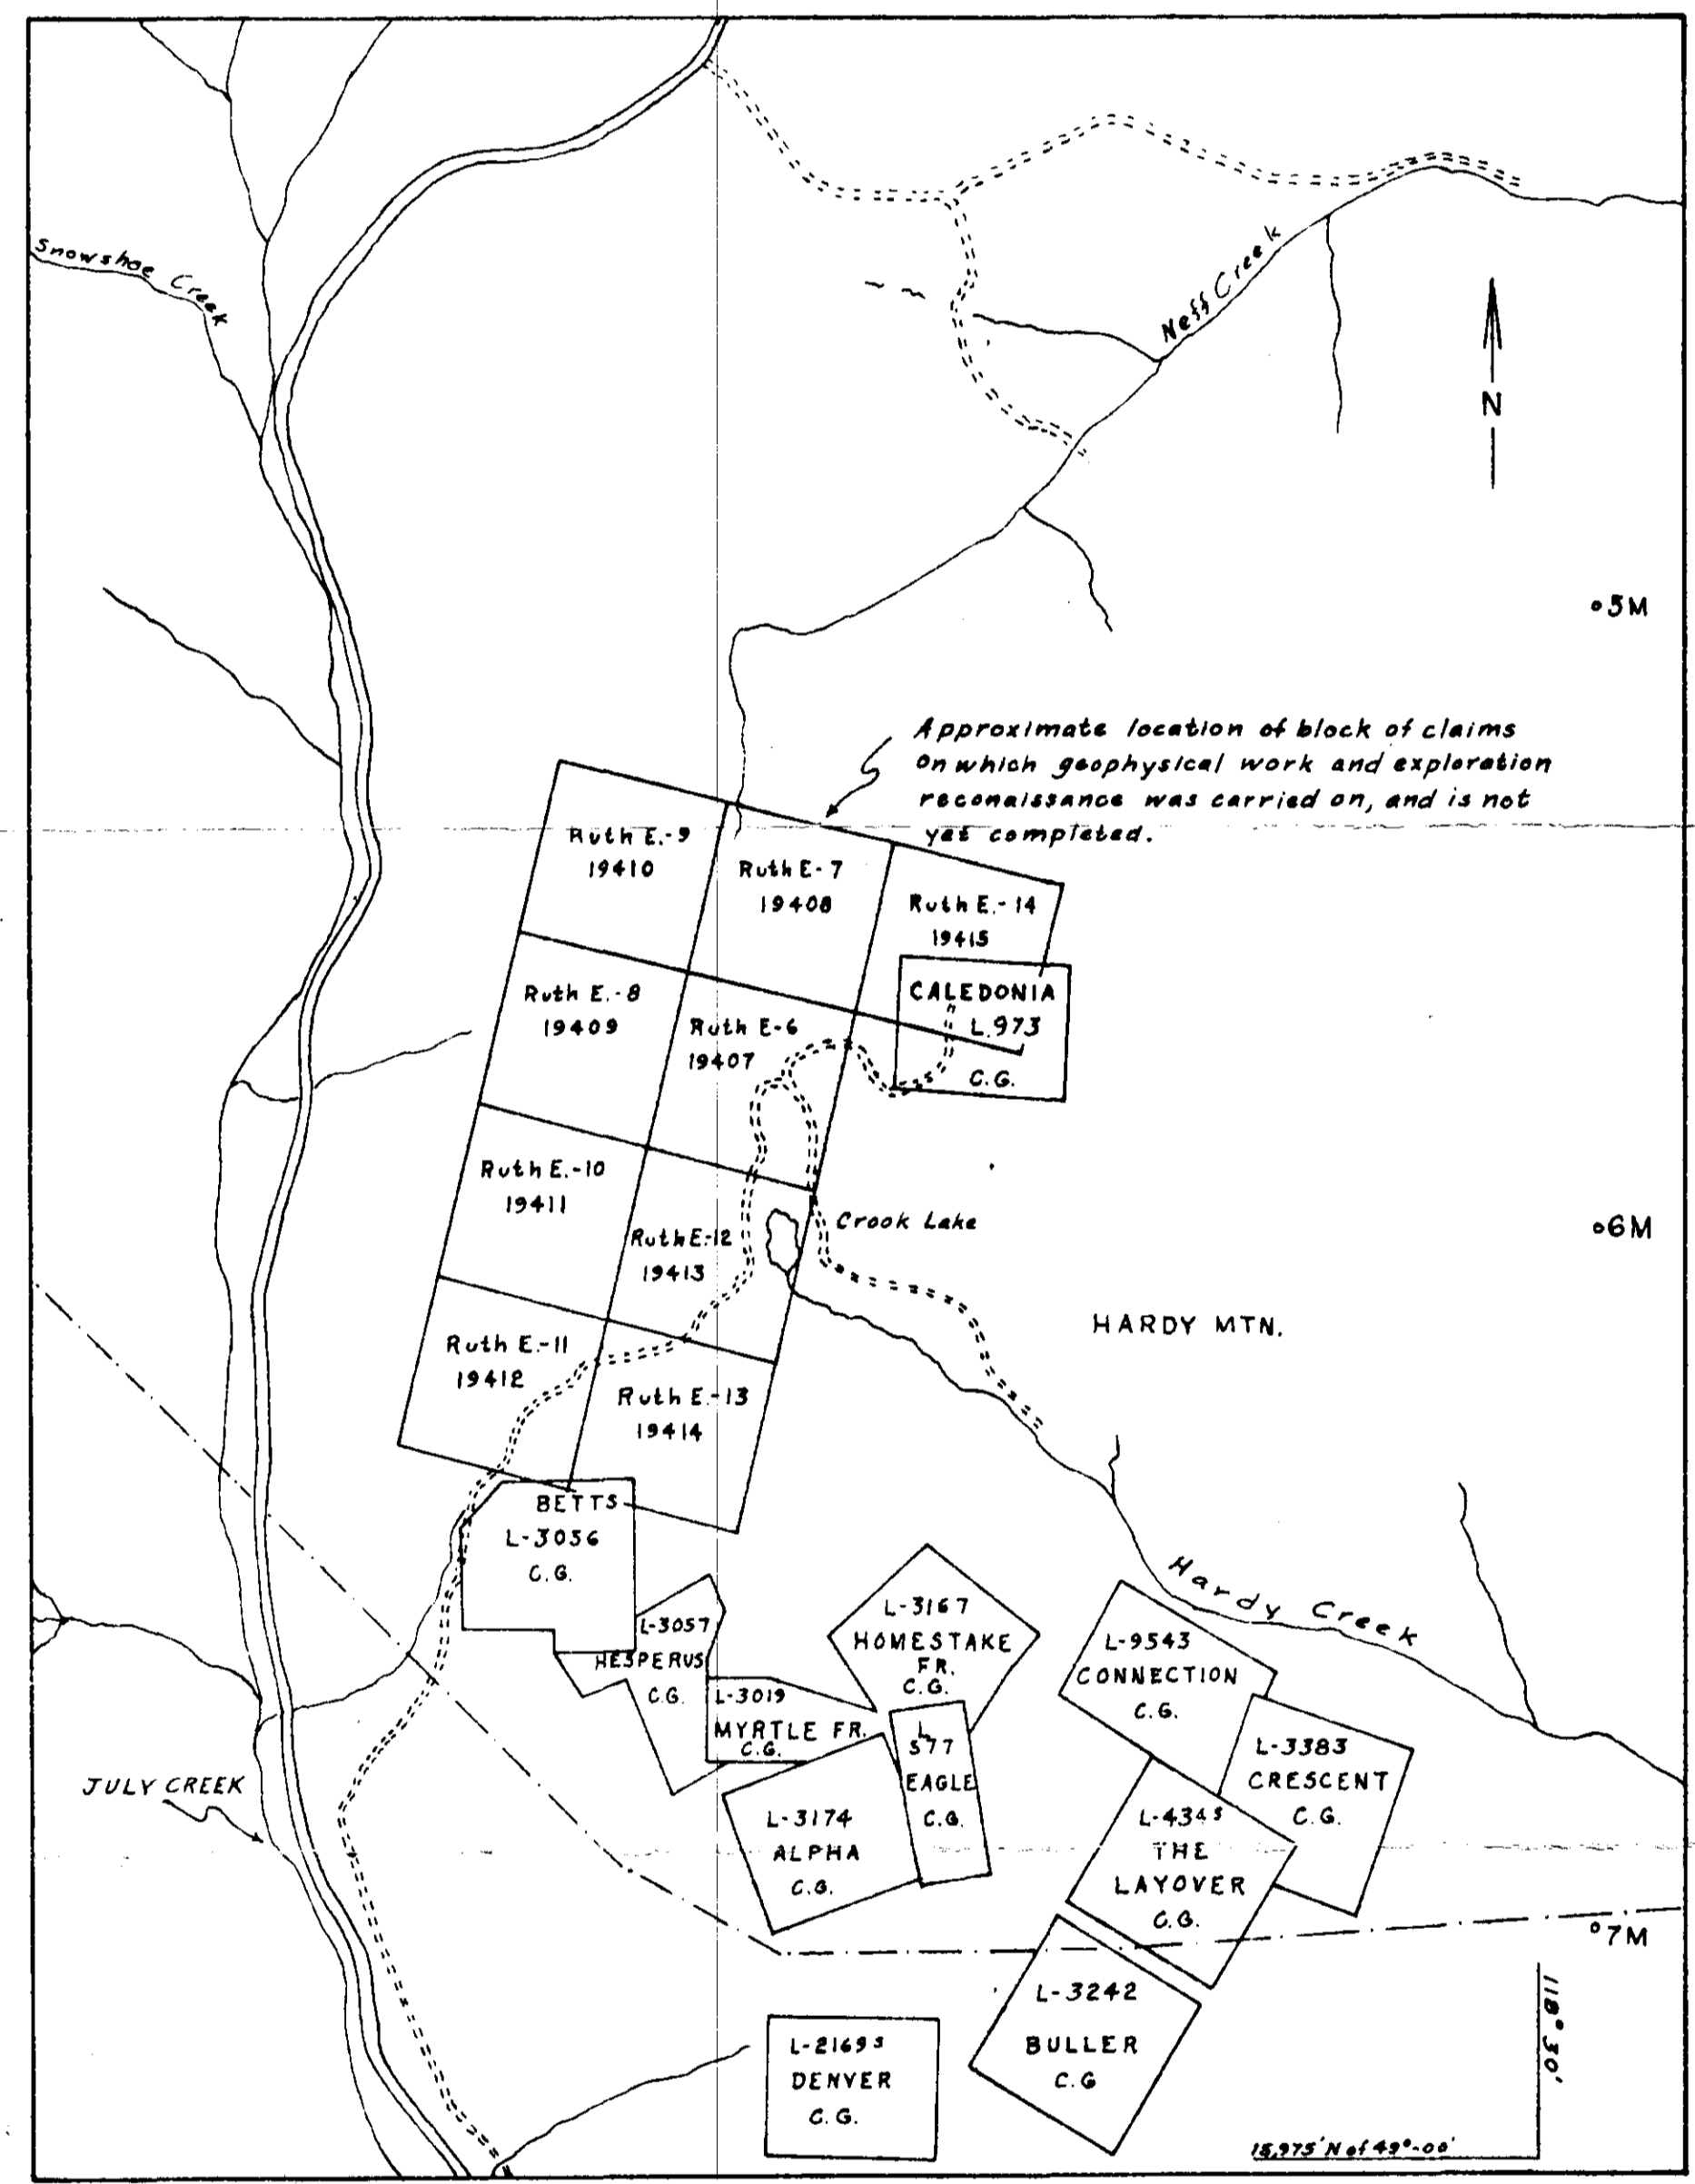 Snowshoe Creek
Neff Creek
N
5M
Approximate location of block of claims
on which geophysical work and exploration
reconaissance was carried on, and is not
yet completed.
Ruth E.-9
19410
Ruth E-7
19408
Ruth E.-14
19415
Ruth E.-8
19409
Ruth E-6
19407
CALEDONIA
L.973
C.G.
Ruth E.-10
19411
Ruth E-12
19413
Crook Lake
6M
HARDY MTN.
Ruth E.-11
19412
Ruth E-13
19414
BETTS
L-3056
C.G.
Hardy Creek
L-3057
HESPERUS
C.G.
L-3167
HOMESTAKE
FR.
C.G.
L-9543
CONNECTION
C.G.
L-3019
MYRTLE FR.
C.G.
L
577
EAGLE
C.G.
L-3383
CRESCENT
C.G.
JULY CREEK
L-3174
ALPHA
C.G.
L-434s
THE
LAYOVER
C.G.
7M
L-3242
BULLER
C.G
L-2169s
DENVER
C.G.
118° 30'
15,975' N of 49°-00'